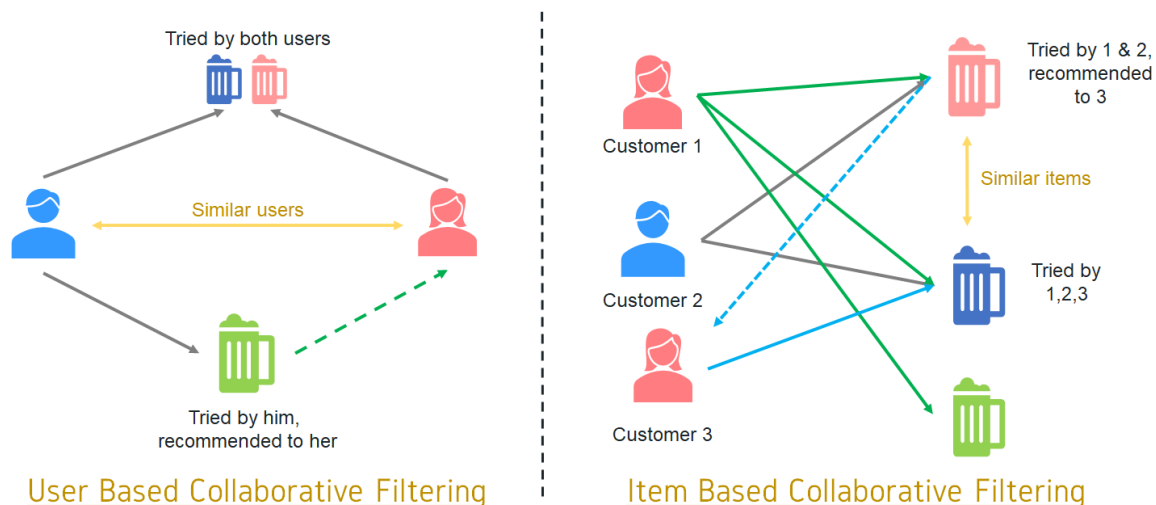 Tried by both users
Similar users
Tried by him,
recommended to her
User Based Collaborative Filtering
Customer 1
Customer 2
Customer 3
Tried by 1 & 2,
recommended
to 3
Similar items
Tried by
1,2,3
Item Based Collaborative Filtering